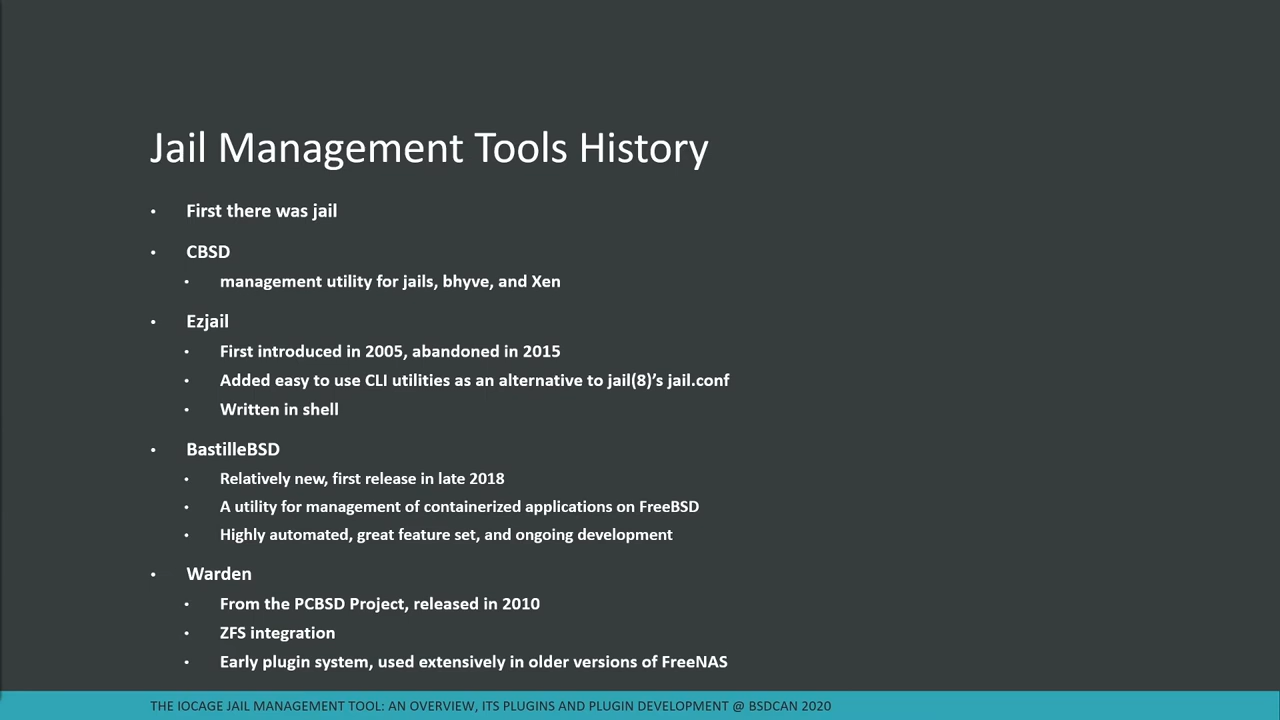 Jail Management Tools History
• First there was jail
• CBSD
• management utility for jails, bhyve, and Xen
• Ezjail
• First introduced in 2005, abandoned in 2015
• Added easy to use CLI utilities as an alternative to jail(8)’s jail.conf
• Written in shell
• BastilleBSD
• Relatively new, first release in late 2018
• A utility for management of containerized applications on FreeBSD
• Highly automated, great feature set, and ongoing development
• Warden
• From the PCBSD Project, released in 2010
• ZFS integration
• Early plugin system, used extensively in older versions of FreeNAS
THE IOCAGE JAIL MANAGEMENT TOOL: AN OVERVIEW, ITS PLUGINS AND PLUGIN DEVELOPMENT @ BSDCAN 2020